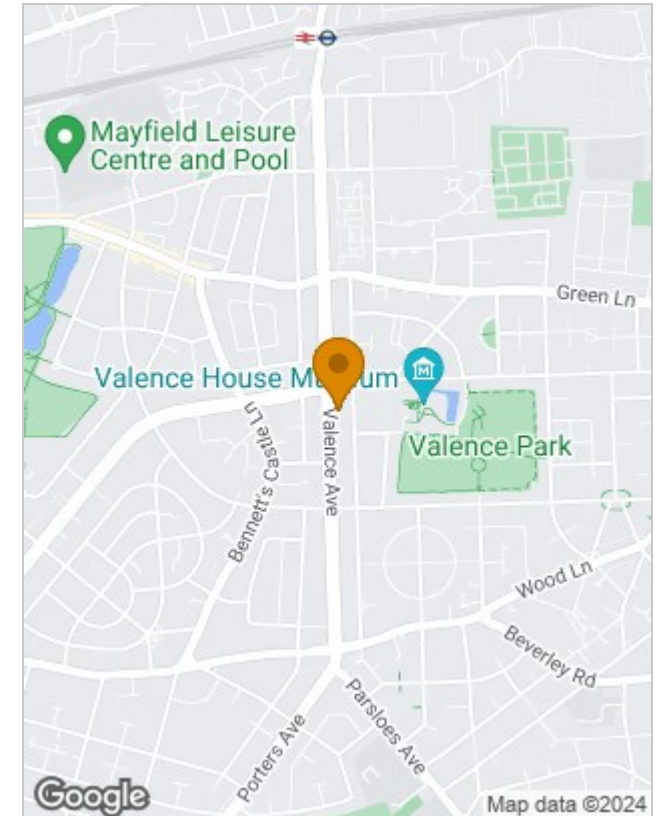 Mayfield Leisure
Centre and Pool
Green Ln
Valence House Museum
M
Valence Park
Valence Ave
Bennett's Castle Ln
Wood Ln
Beverley Rd
Parsloes Ave
Porters Ave
Google
Map data ©2024